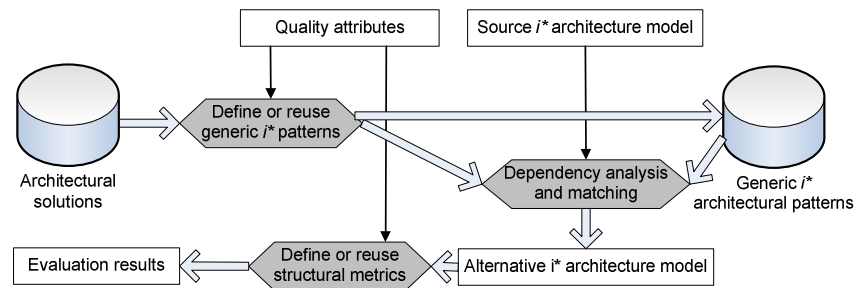 Quality attributes
Source i* architecture model
Define or reuse
generic i* patterns
Architectural
solutions
Dependency analysis
and matching
Generic i*
architectural patterns
Evaluation results
Define or reuse
structural metrics
Alternative i* architecture model